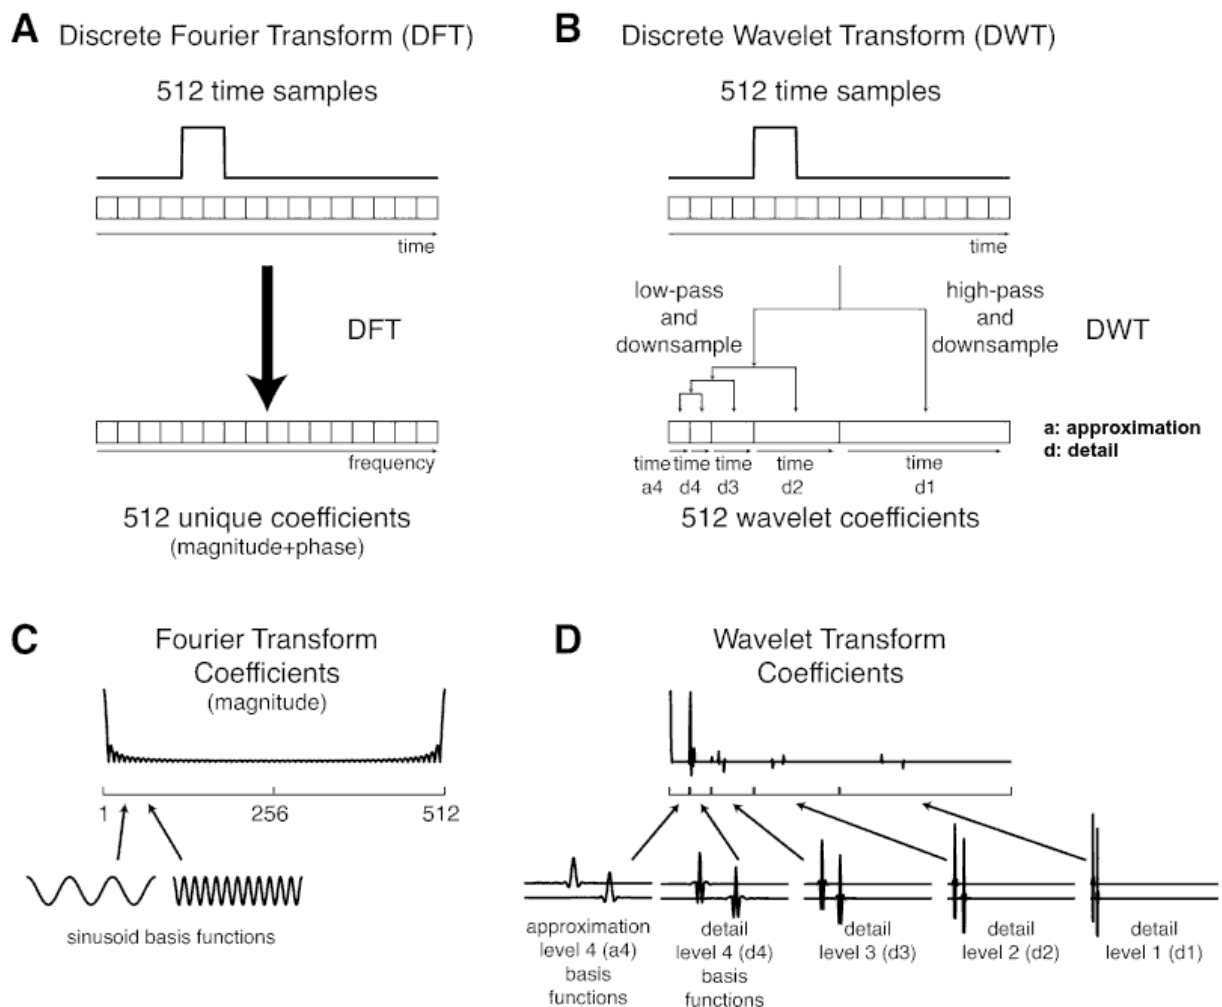 A Discrete Fourier Transform (DFT)
512 time samples
time
DFT
frequency
512 unique coefficients
(magnitude+phase)
B Discrete Wavelet Transform (DWT)
512 time samples
time
low-pass
and
downsample
high-pass
and
downsample
DWT
a: approximation
d: detail
time time time time time
a4 d4 d3 d2 d1
512 wavelet coefficients
C Fourier Transform
Coefficients
(magnitude)
1 256 512
sinusoid basis functions
D Wavelet Transform
Coefficients
approximation
level 4 (a4)
basis
functions
detail
level 4 (d4)
basis
functions
detail
level 3 (d3)
detail
level 2 (d2)
detail
level 1 (d1)